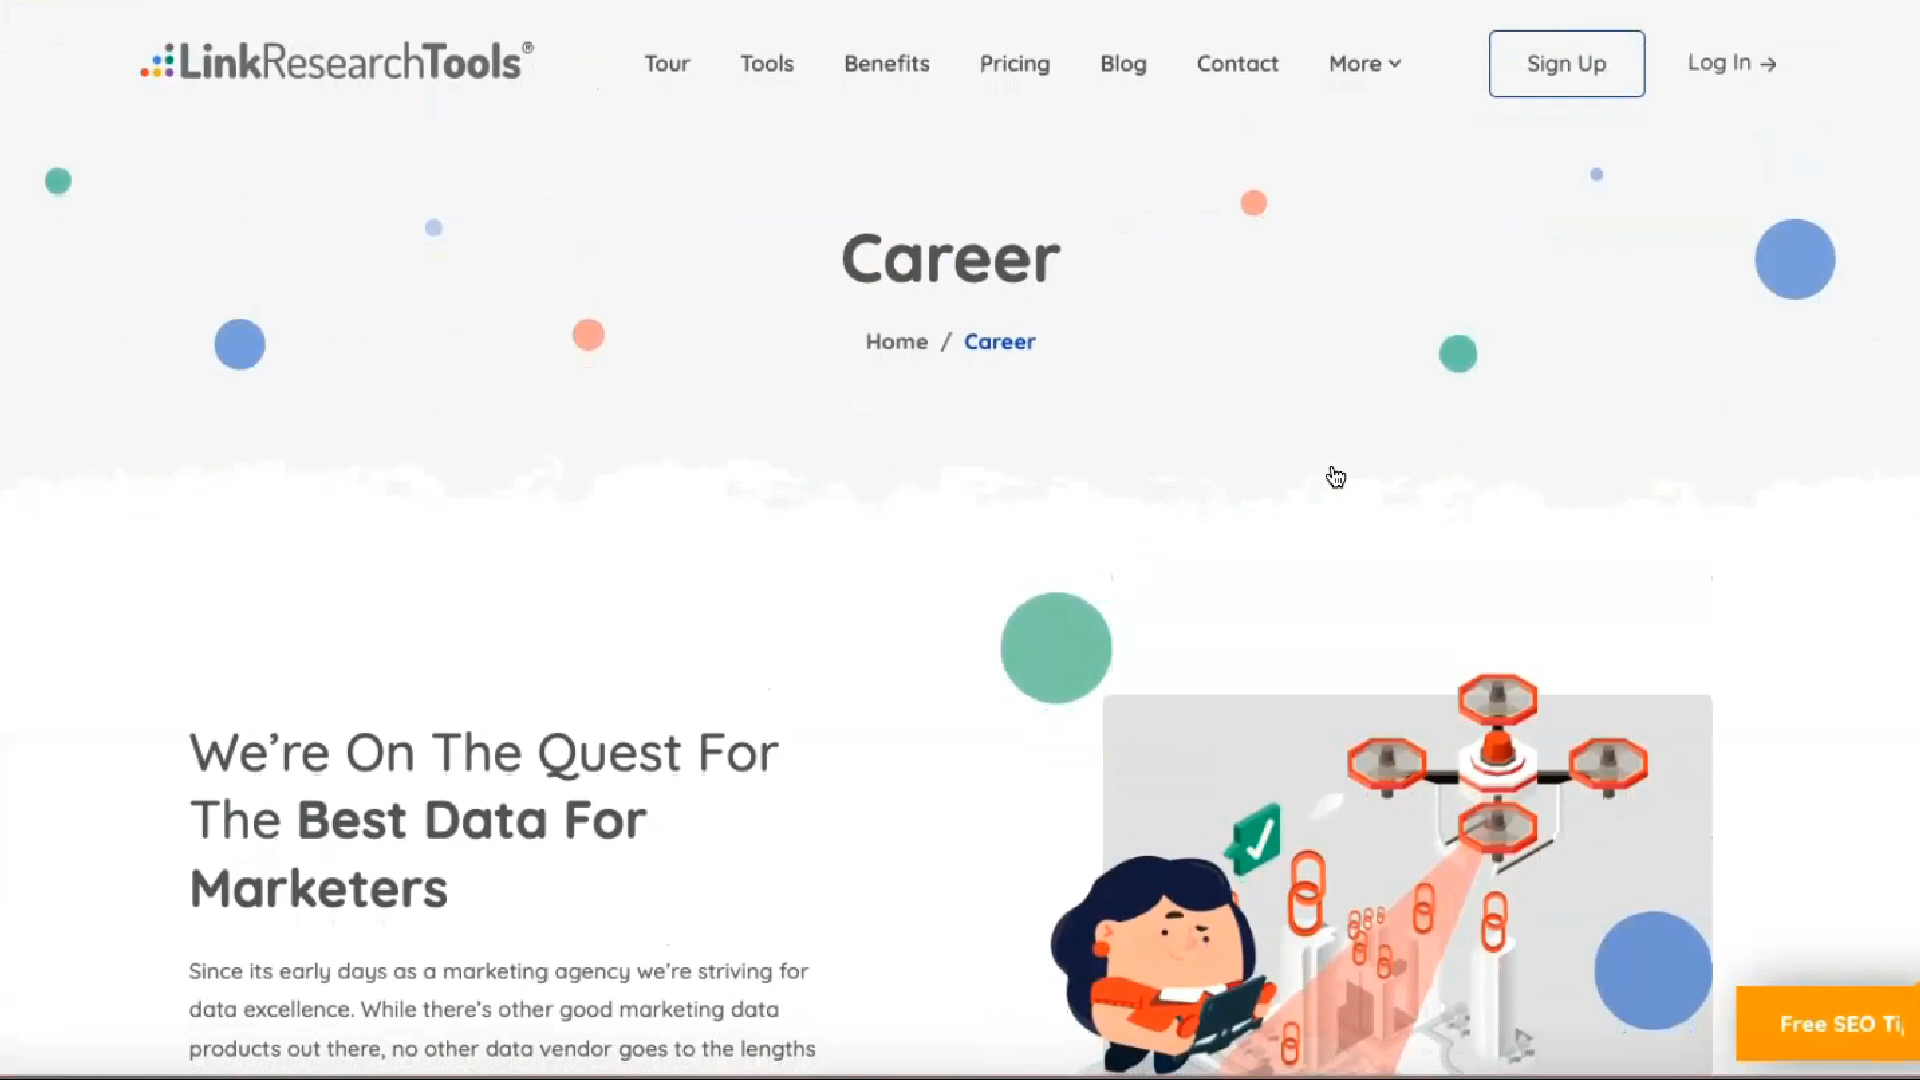 LinkResearchTools®
Tour Tools Benefits Pricing Blog Contact More Sign Up Log In →
Career
Home / Career
We're On The Quest For
The Best Data For
Marketers
Since its early days as a marketing agency we're striving for
data excellence. While there's other good marketing data
products out there, no other data vendor goes to the lengths
Free SEO